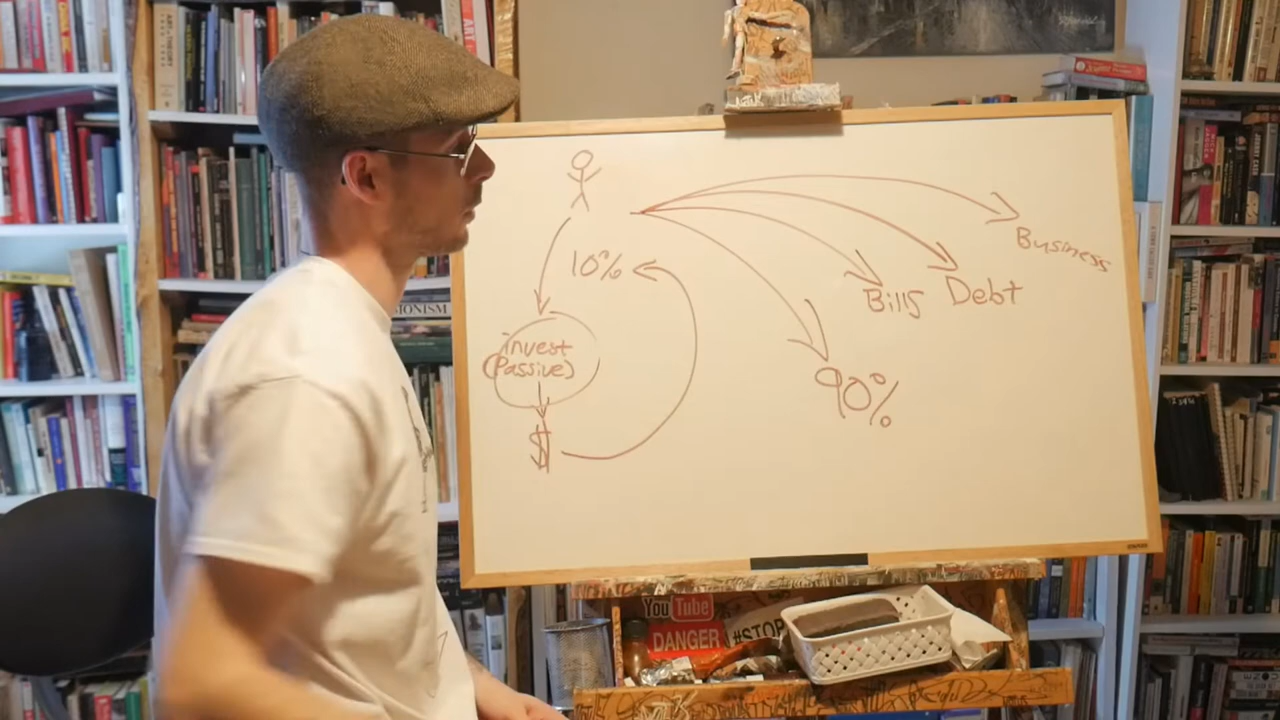 10%
invest
(Passive)
$
90%
Bills
Debt
Business
YouTube
DANGER
#STOP